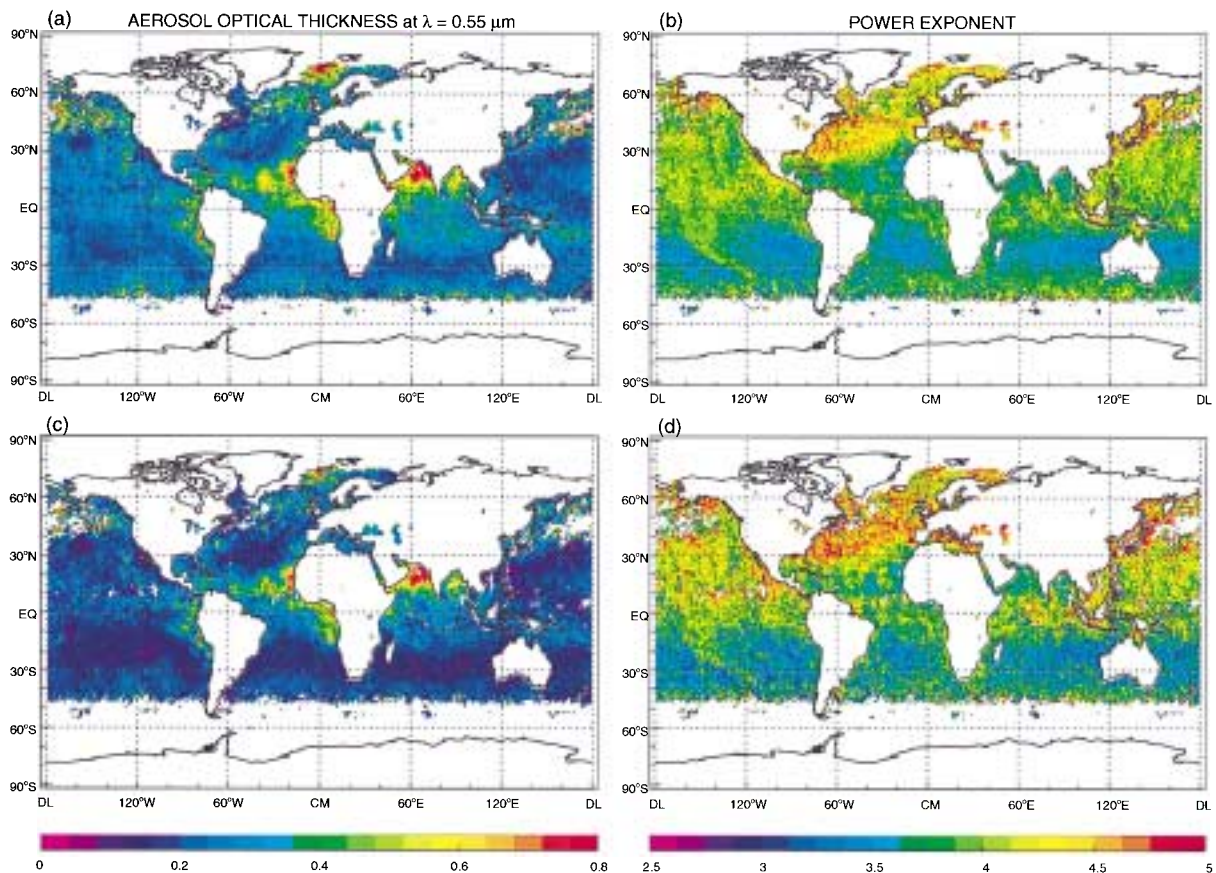 (a) AEROSOL OPTICAL THICKNESS at λ = 0.55 μm
(b) POWER EXPONENT
90°N
60°N
30°N
EQ
30°S
60°S
90°S
DL 120°W 60°W CM 60°E 120°E DL
90°N
60°N
30°N
EQ
30°S
60°S
90°S
DL 120°W 60°W CM 60°E 120°E DL
(c)
(d)
90°N
60°N
30°N
EQ
30°S
60°S
90°S
DL 120°W 60°W CM 60°E 120°E DL
90°N
60°N
30°N
EQ
30°S
60°S
90°S
DL 120°W 60°W CM 60°E 120°E DL
0 0.2 0.4 0.6 0.8
2.5 3 3.5 4 4.5 5